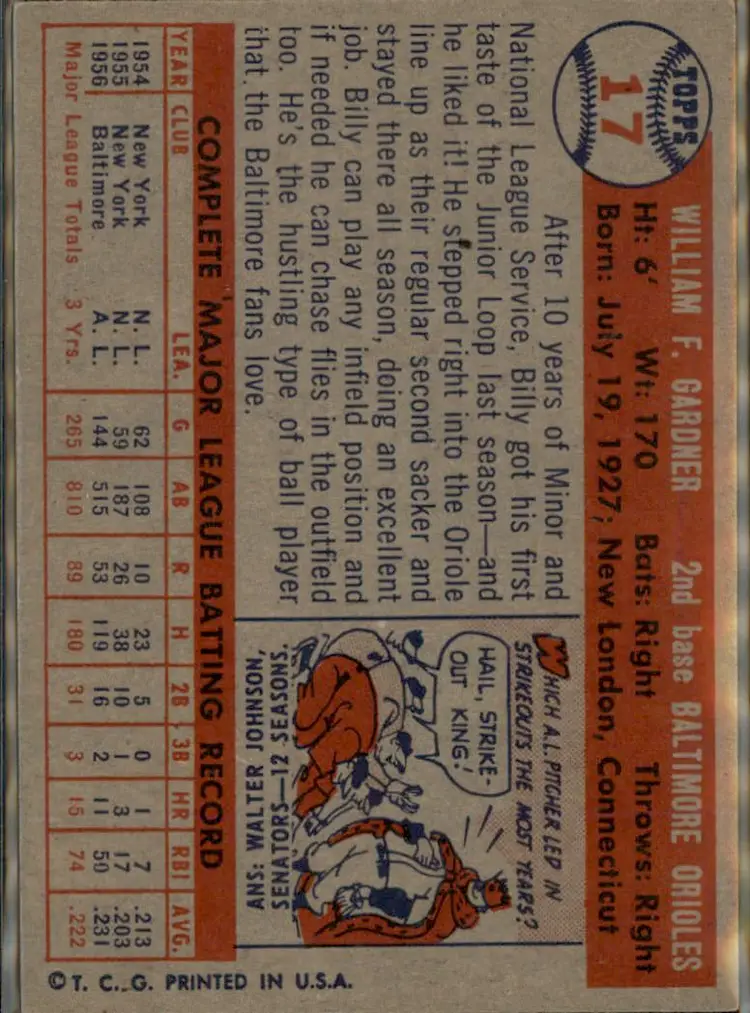 TOPPS
17
WILLIAM F. GARDNER 2nd base BALTIMORE ORIOLES
Ht: 6' Wt: 170 Bats: Right Throws: Right
Born: July 19, 1927; New London, Connecticut
After 10 years of Minor and
National League Service, Billy got his first
taste of the Junior Loop last season—and
he liked it! He stepped right into the Oriole
line up as their regular second sacker and
stayed there all season, doing an excellent
job. Billy can play any infield position and
if needed he can chase flies in the outfield
too. He's the hustling type of ball player
that the Baltimore fans love.
WHICH A.L. PITCHER LED IN
STRIKEOUTS THE MOST YEARS?
HAIL, STRIKE-
OUT KING!
ANS: WALTER JOHNSON,
SENATORS—12 SEASONS.
COMPLETE MAJOR LEAGUE BATTING RECORD
YEAR CLUB LEA. G AB R H 2B 3B HR RBI AVG.
1954 New York N. L. 62 108 10 23 5 0 1 7 .213
1955 New York N. L. 59 187 26 38 10 1 3 17 .203
1956 Baltimore A. L. 144 515 53 119 16 2 11 50 .231
Major League Totals 3 Yrs. 265 810 89 180 31 3 15 74 .222
© T. C. G. PRINTED IN U.S.A.